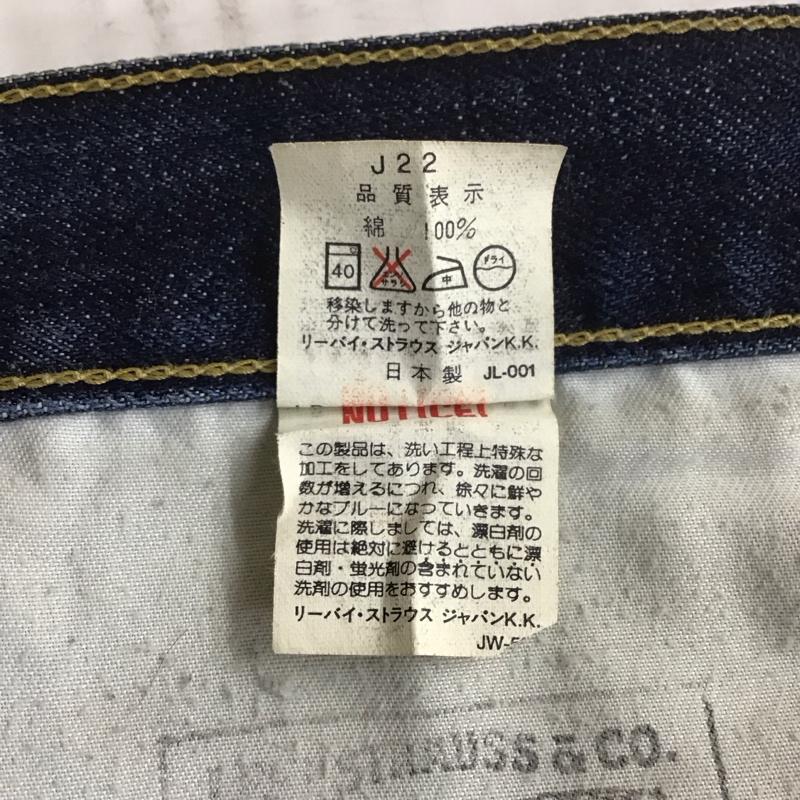 J22
品質表示
綿 100%
40 エンソ サラシ 中 ドライ
移染しますから他の物と
分けて洗って下さい。
リーバイ・ストラウス ジャパンK.K.
日本製 JL-001
NOTICE!
この製品は、洗い工程上特殊な
加工をしてあります。洗濯の回
数が増えるにつれ、徐々に鮮や
かなブルーになつていきます。
洗濯に際しましては、漂白剤の
使用は絶対に避けるとともに漂
白剤・蛍光剤の含まれていない
洗剤の使用をおすすめします。
リーバイ・ストラウス ジャパンK.K.
JW-5
STRAUSS & CO.